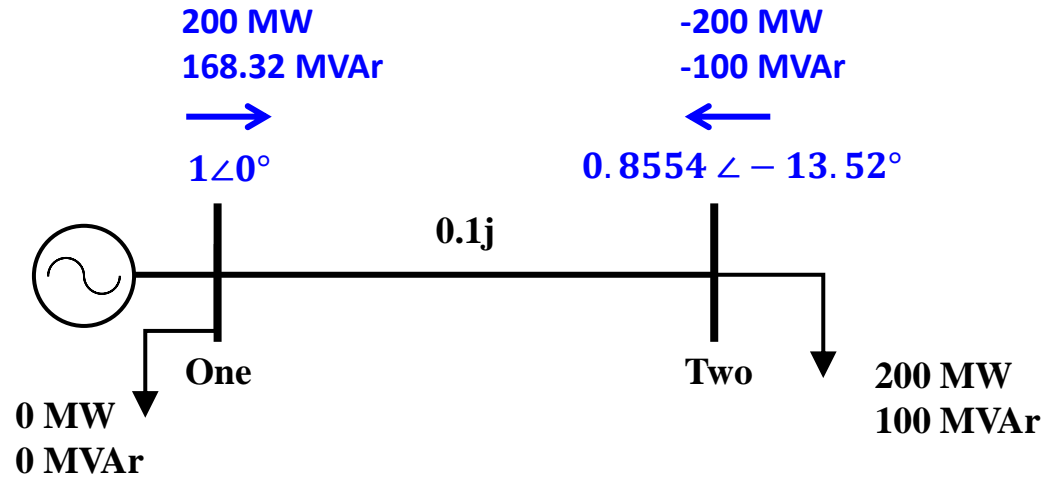 200 MW
168.32 MVAr
-200 MW
-100 MVAr
1∠0°
0.8554 ∠ − 13.52°
0.1j
One
Two
0 MW
0 MVAr
200 MW
100 MVAr